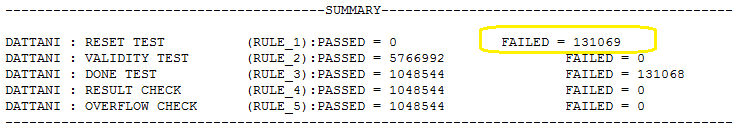 ----------------------------------------SUMMARY--------------------------------------------
DATTANI : RESET TEST (RULE_1):PASSED = 0 FAILED = 131069
DATTANI : VALIDITY TEST (RULE_2):PASSED = 5766992 FAILED = 0
DATTANI : DONE TEST (RULE_3):PASSED = 1048544 FAILED = 131068
DATTANI : RESULT CHECK (RULE_4):PASSED = 1048544 FAILED = 0
DATTANI : OVERFLOW CHECK (RULE_5):PASSED = 1048544 FAILED = 0
-------------------------------------------------------------------------------------------